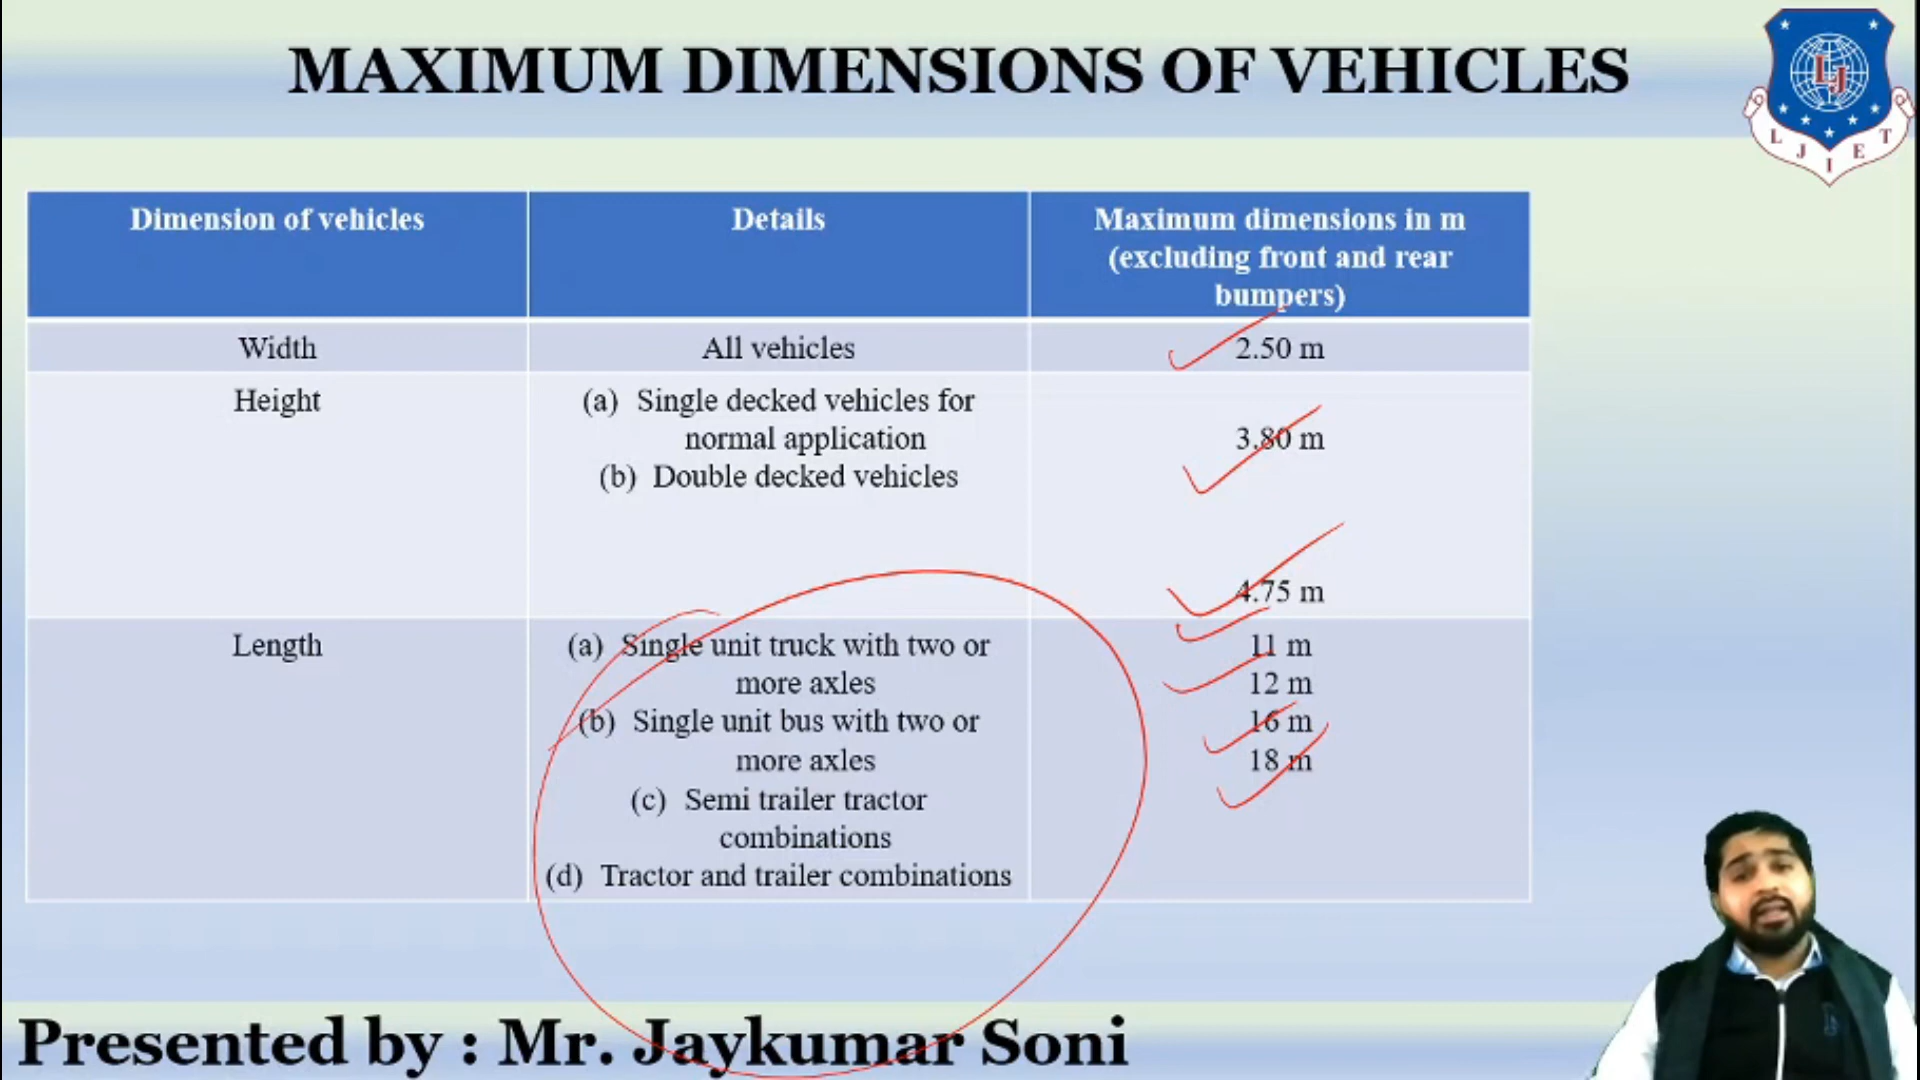 MAXIMUM DIMENSIONS OF VEHICLES
LJ
L J I E T
Dimension of vehicles
Details
Maximum dimensions in m
(excluding front and rear
bumpers)
Width
All vehicles
2.50 m
Height
(a) Single decked vehicles for
normal application
(b) Double decked vehicles
3.80 m
4.75 m
Length
(a) Single unit truck with two or
more axles
(b) Single unit bus with two or
more axles
(c) Semi trailer tractor
combinations
(d) Tractor and trailer combinations
11 m
12 m
16 m
18 m
Presented by : Mr. Jaykumar Soni